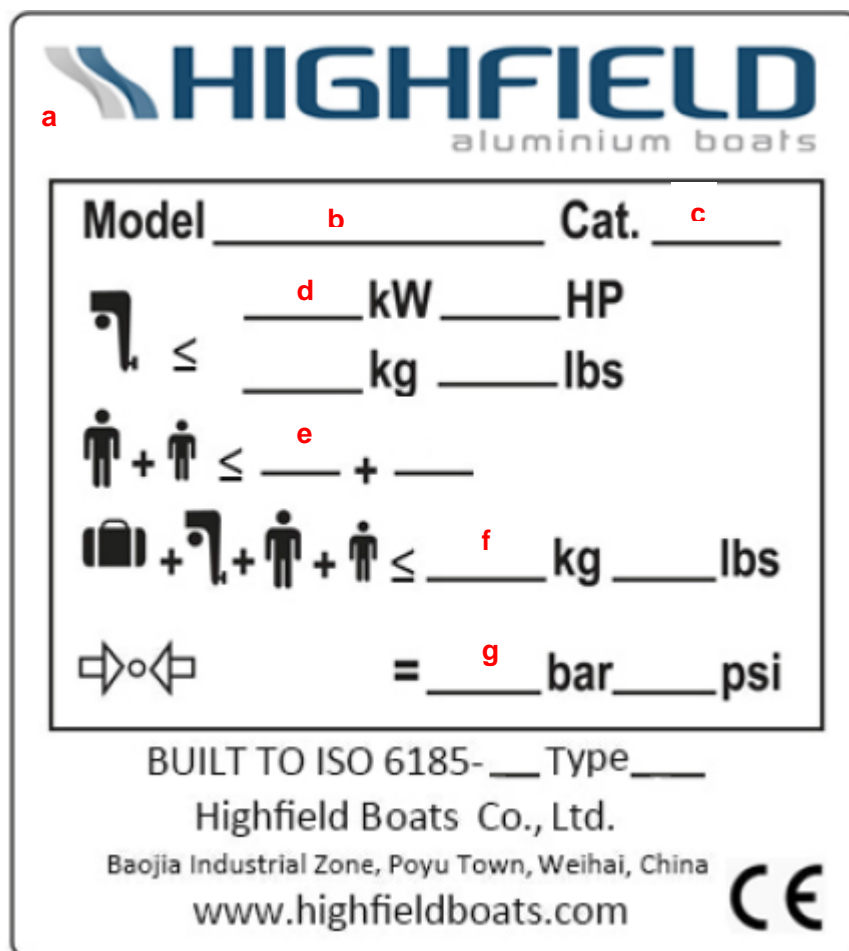 HIGHFIELD
a
aluminium boats
Model b Cat. c
d kW HP
≤
kg lbs
e
+ ≤ +
f
+ + + ≤ kg lbs
= g bar psi
BUILT TO ISO 6185-__Type___
Highfield Boats Co., Ltd.
Baojia Industrial Zone, Poyu Town, Weihai, China
www.highfieldboats.com
CE